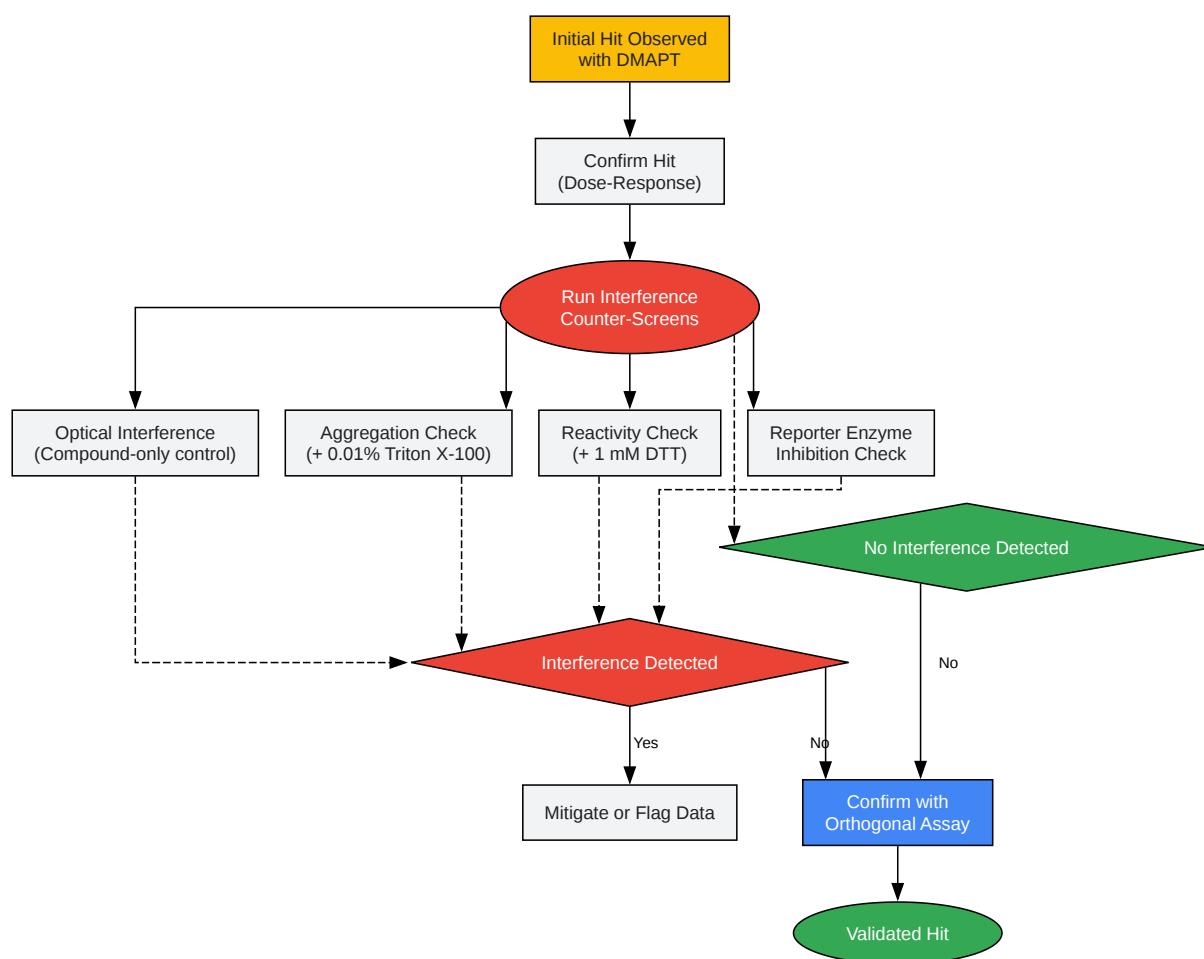 Initial Hit Observed
with DMAPT
Confirm Hit
(Dose-Response)
Run Interference
Counter-Screens
Optical Interference
(Compound-only control)
Aggregation Check
(+ 0.01% Triton X-100)
Reactivity Check
(+ 1 mM DTT)
Reporter Enzyme
Inhibition Check
No Interference Detected
Interference Detected
No
Yes
No
Mitigate or Flag Data
Confirm with
Orthogonal Assay
Validated Hit